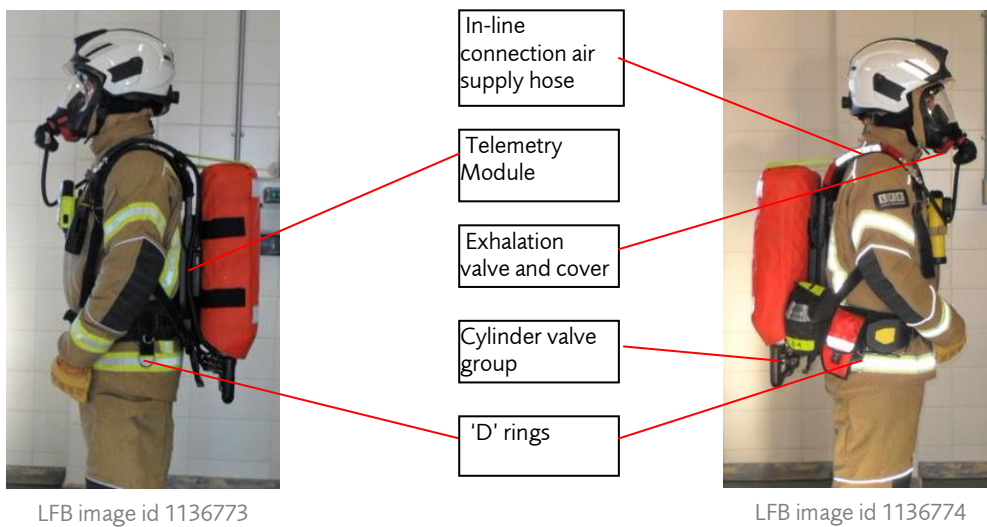 In-line
connection air
supply hose
Telemetry
Module
Exhalation
valve and cover
Cylinder valve
group
'D' rings
LFB
LFB image id 1136773
LFB image id 1136774